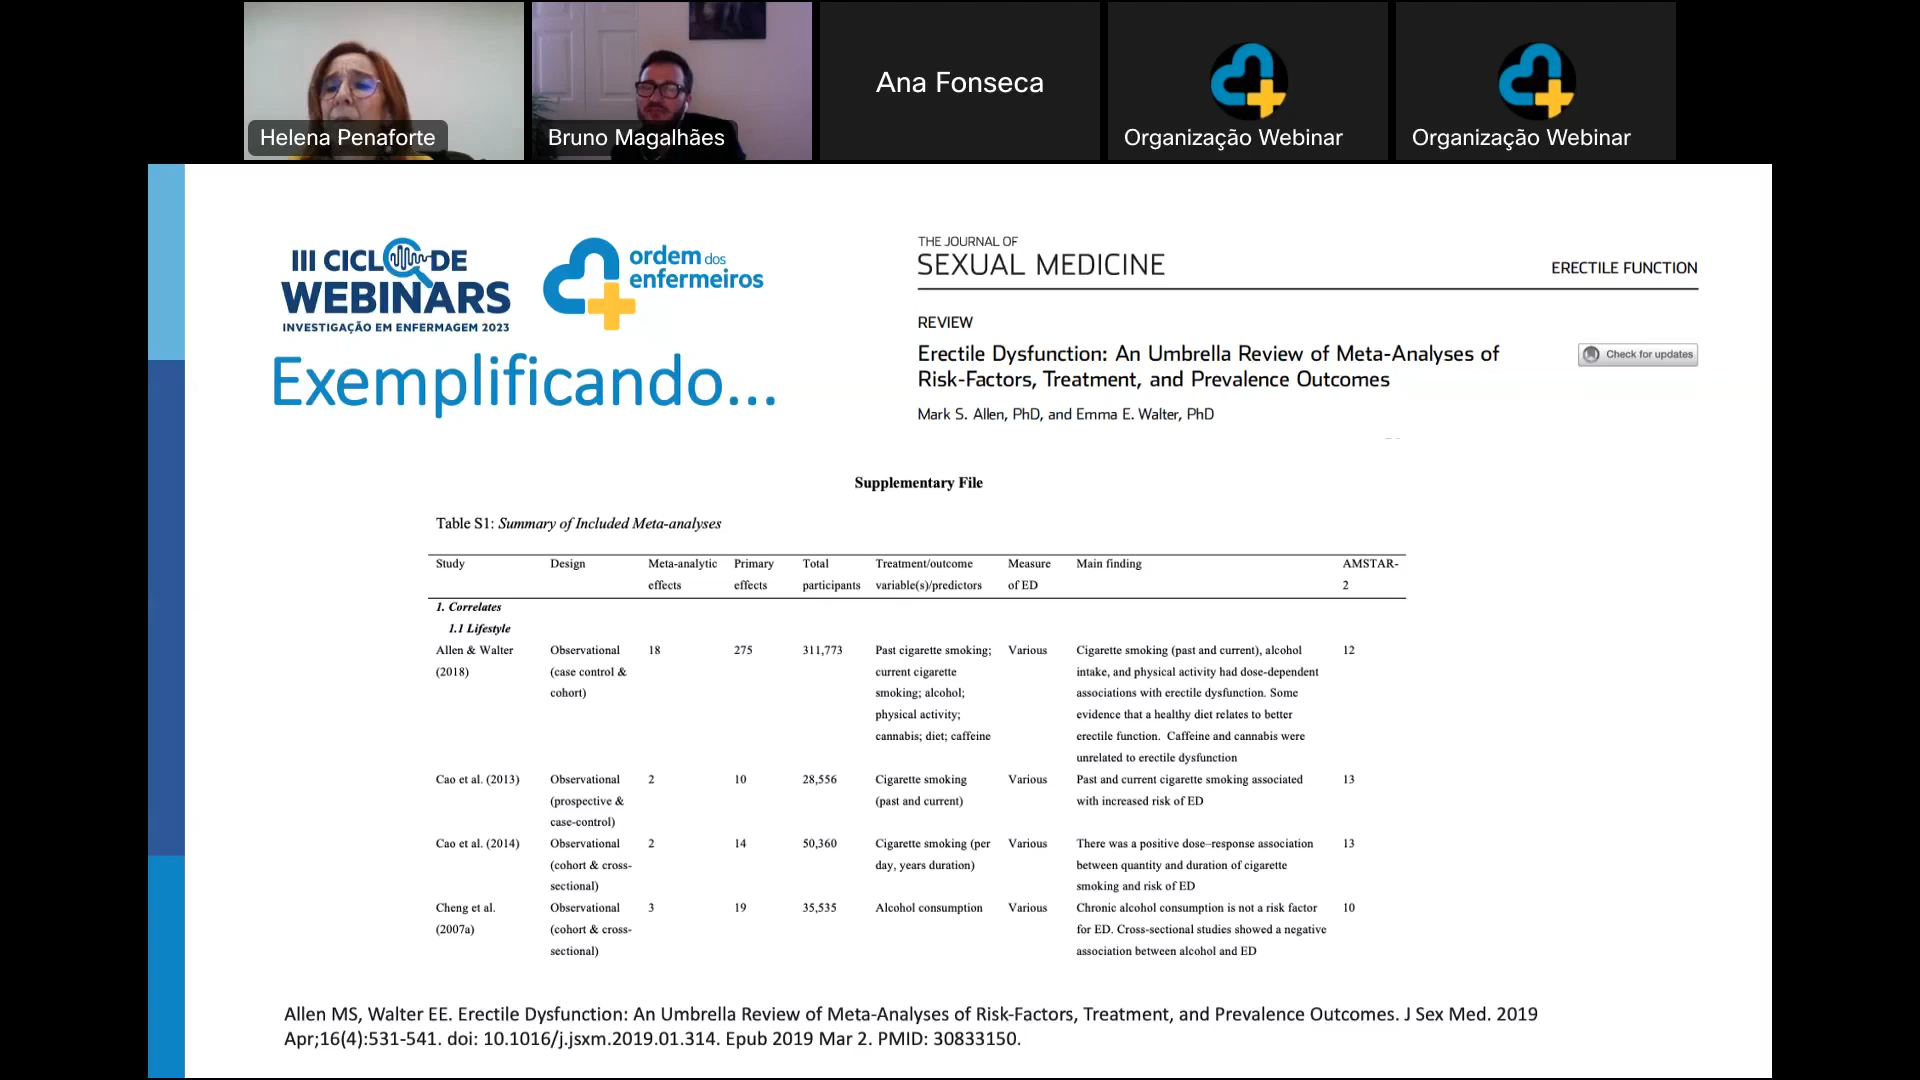 Helena Penaforte
Bruno Magalhães
Ana Fonseca
Organização Webinar
Organização Webinar
III CICLO DE
WEBINARS
INVESTIGAÇÃO EM ENFERMAGEM 2023
ordem dos
enfermeiros
Exemplificando...
THE JOURNAL OF
SEXUAL MEDICINE
ERECTILE FUNCTION
REVIEW
Erectile Dysfunction: An Umbrella Review of Meta-Analyses of
Risk-Factors, Treatment, and Prevalence Outcomes
Check for updates
Mark S. Allen, PhD, and Emma E. Walter, PhD
Supplementary File
Table S1: Summary of Included Meta-analyses
Study Design Meta-analytic Primary Total Treatment/outcome Measure Main finding AMSTAR-
effects effects participants variable(s)/predictors of ED 2
1. Correlates
1.1 Lifestyle
Allen & Walter Observational 18 275 311,773 Past cigarette smoking; Various Cigarette smoking (past and current), alcohol 12
(2018) (case control & current cigarette intake, and physical activity had dose-dependent
cohort) smoking; alcohol; associations with erectile dysfunction. Some
physical activity; evidence that a healthy diet relates to better
cannabis; diet; caffeine erectile function. Caffeine and cannabis were
unrelated to erectile dysfunction
Cao et al. (2013) Observational 2 10 28,556 Cigarette smoking Various Past and current cigarette smoking associated 13
(prospective & (past and current) with increased risk of ED
case-control)
Cao et al. (2014) Observational 2 14 50,360 Cigarette smoking (per Various There was a positive dose–response association 13
(cohort & cross- day, years duration) between quantity and duration of cigarette
sectional) smoking and risk of ED
Cheng et al. Observational 3 19 35,535 Alcohol consumption Various Chronic alcohol consumption is not a risk factor 10
(2007a) (cohort & cross- for ED. Cross-sectional studies showed a negative
sectional) association between alcohol and ED
Allen MS, Walter EE. Erectile Dysfunction: An Umbrella Review of Meta-Analyses of Risk-Factors, Treatment, and Prevalence Outcomes. J Sex Med. 2019
Apr;16(4):531-541. doi: 10.1016/j.jsxm.2019.01.314. Epub 2019 Mar 2. PMID: 30833150.